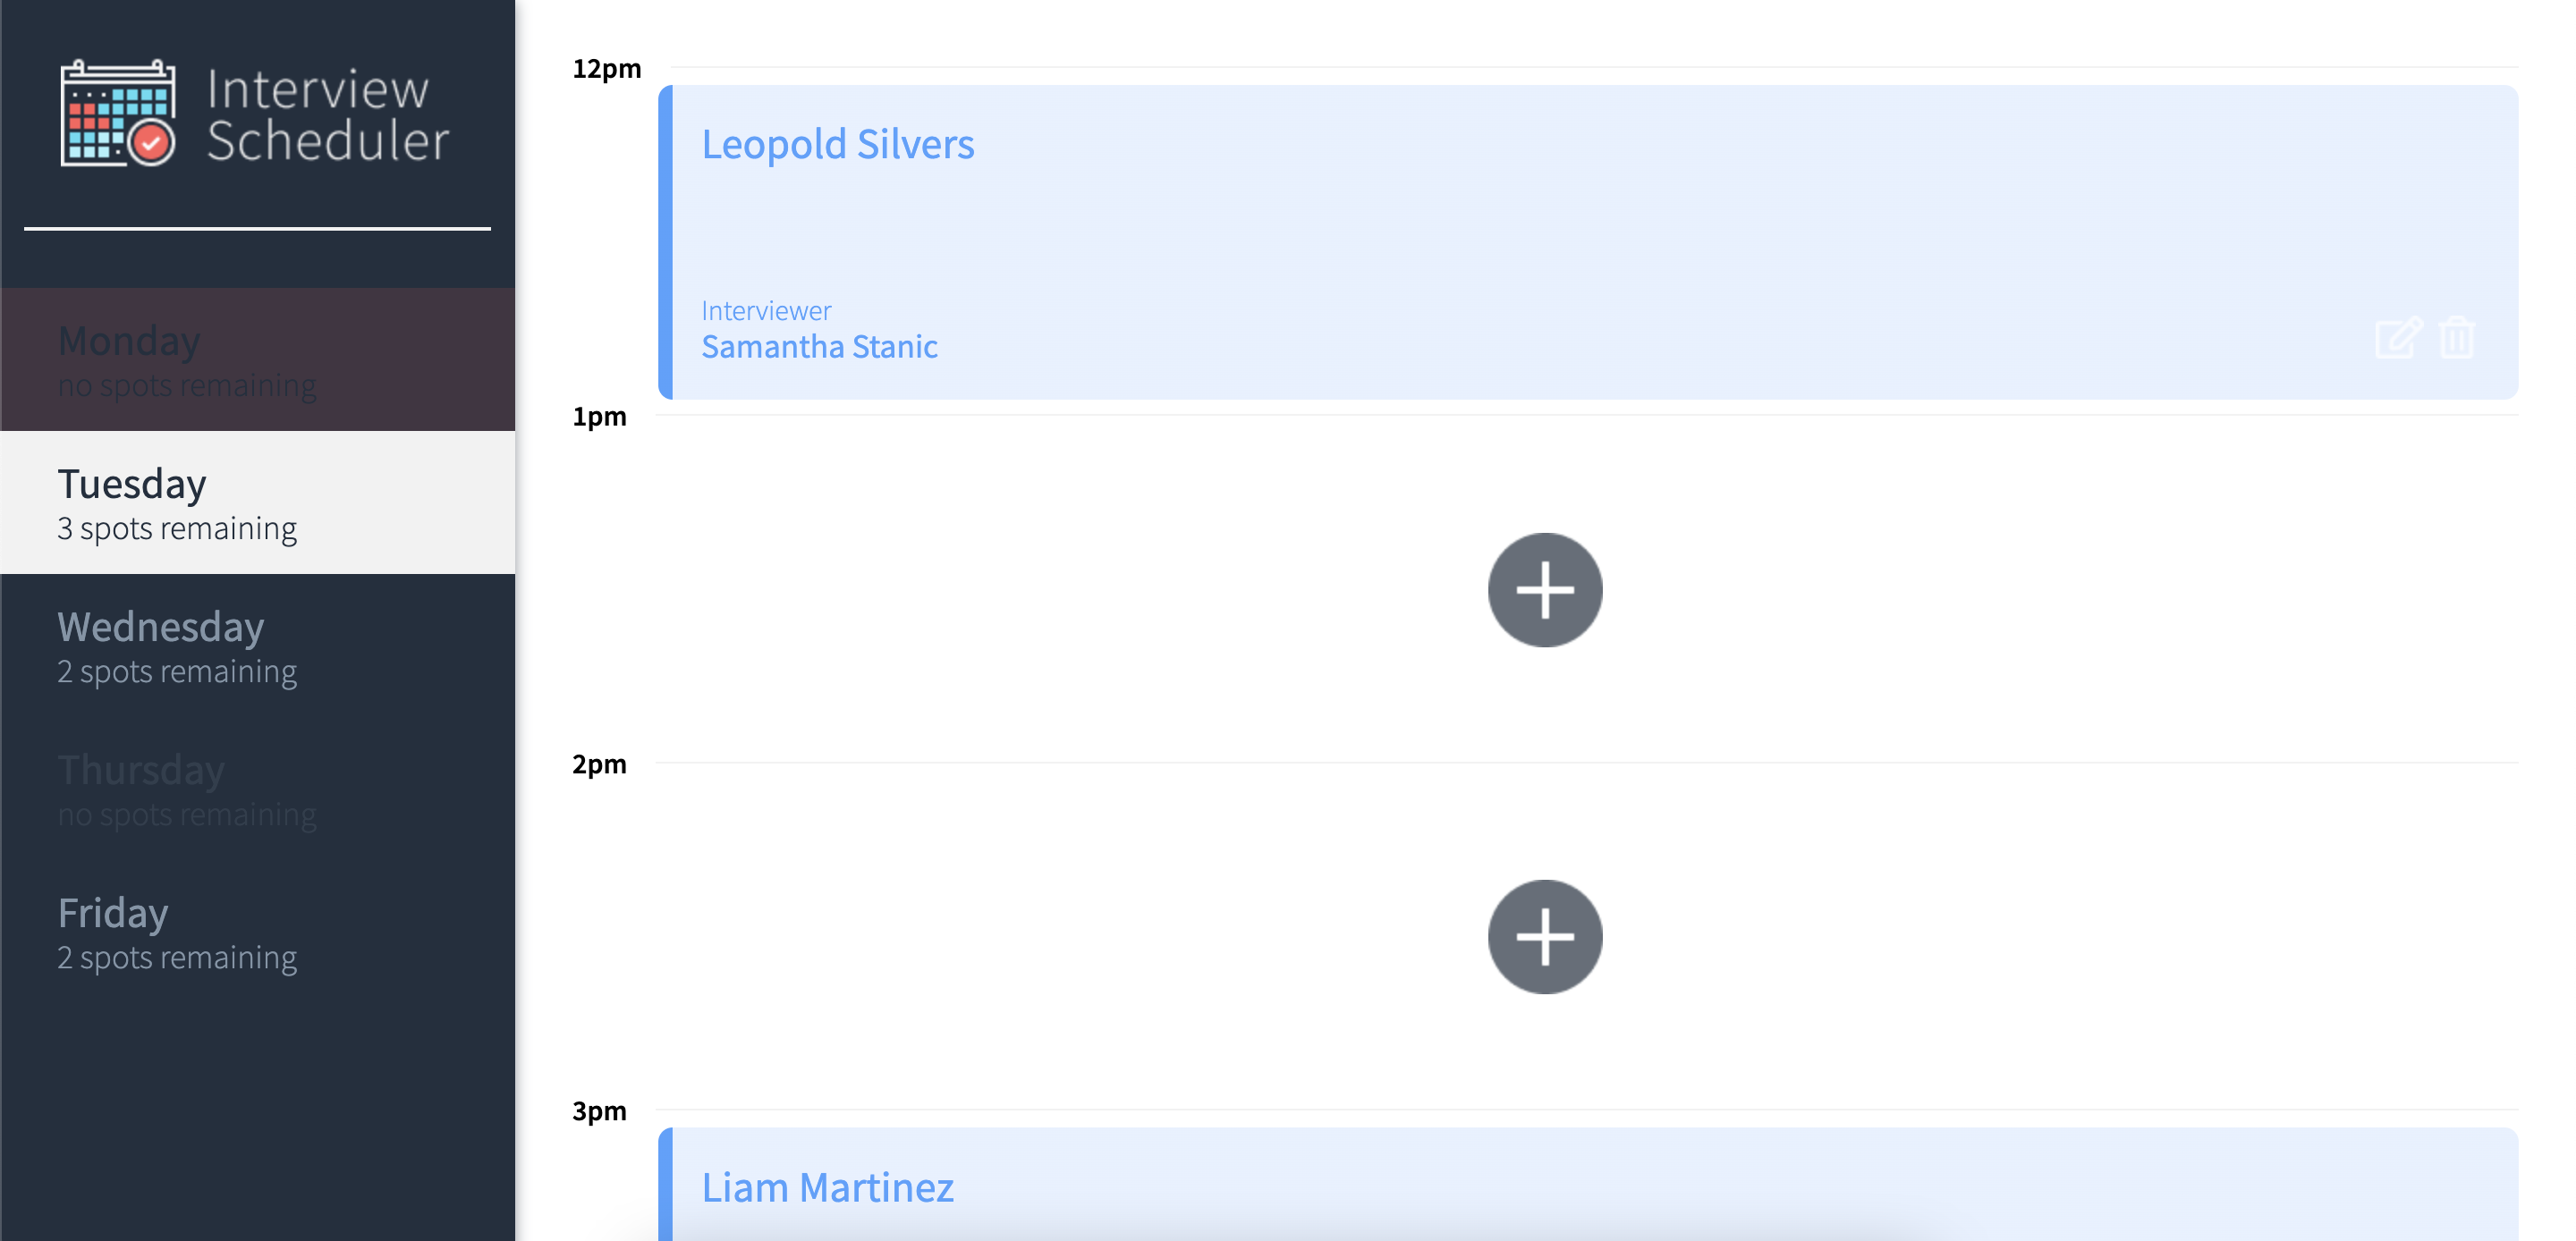 Interview
Scheduler
Monday
no spots remaining
Tuesday
3 spots remaining
Wednesday
2 spots remaining
Thursday
no spots remaining
Friday
2 spots remaining
12pm
Leopold Silvers
Interviewer
Samantha Stanic
1pm
2pm
3pm
Liam Martinez